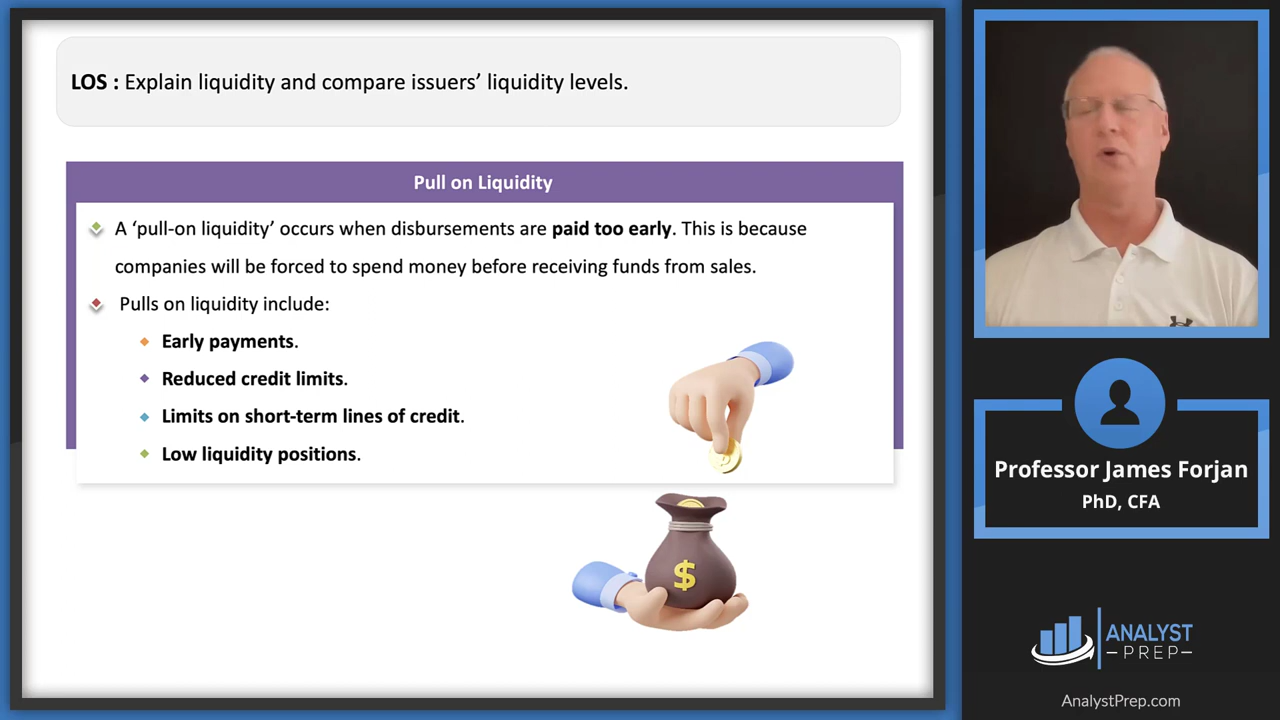 LOS : Explain liquidity and compare issuers’ liquidity levels.
Pull on Liquidity
A ‘pull-on liquidity’ occurs when disbursements are paid too early. This is because
companies will be forced to spend money before receiving funds from sales.
Pulls on liquidity include:
Early payments.
Reduced credit limits.
Limits on short-term lines of credit.
Low liquidity positions.
$
Professor James Forjan
PhD, CFA
ANALYST
PREP
AnalystPrep.com